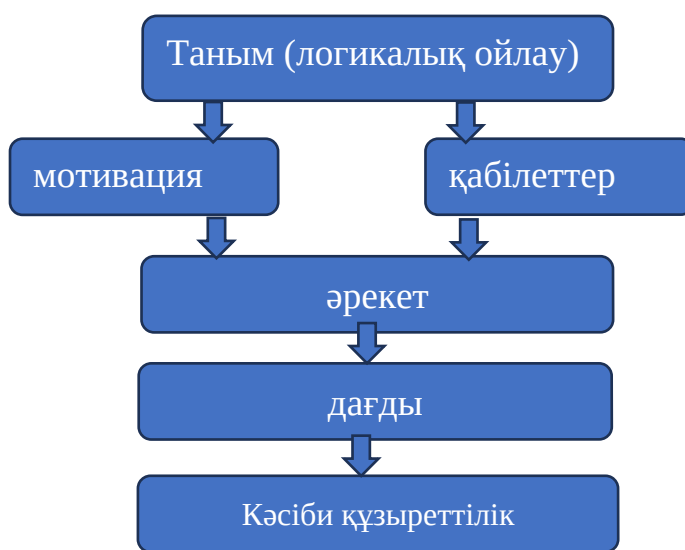 Таным (логикалық ойлау)
мотивация
қабілеттер
әрекет
дағды
Кәсіби құзыреттілік